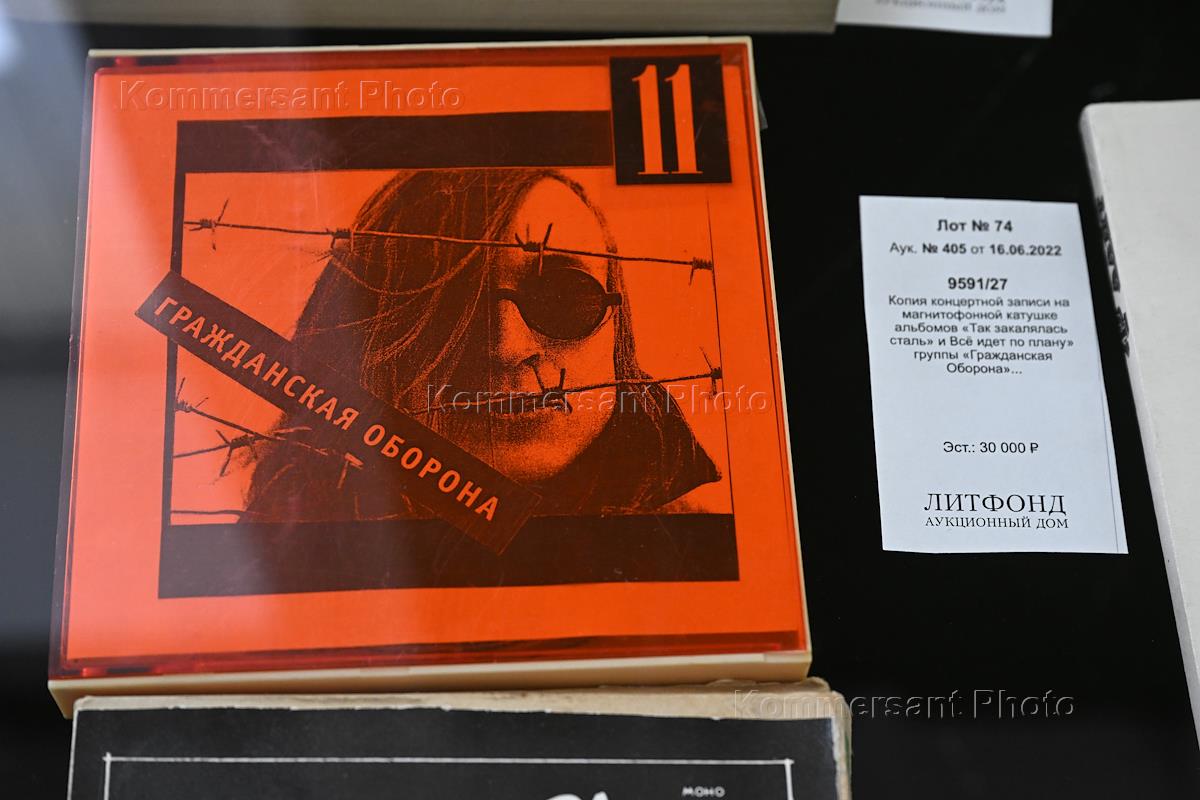 АУКЦИОННЫЙ ДОМ
Kommersant Photo
11
ГРАЖДАНСКАЯ ОБОРОНА
Kommersant Photo
Лот № 74
Аук. № 405 от 16.06.2022
9591/27
Копия концертной записи на
магнитофонной катушке
альбомов «Так закалялась
сталь» и Всё идет по плану»
группы «Гражданская
Оборона»...
Эст.: 30 000 ₽
ЛИТФОНД
АУКЦИОННЫЙ ДОМ
Kommersant Photo
МОНО